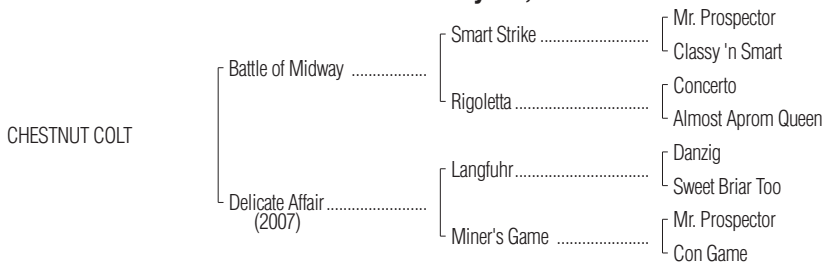 Mr. Prospector
Smart Strike ..........................
Classy 'n Smart
Battle of Midway ..................
Concerto
Rigoletta ................................
Almost Aprom Queen
CHESTNUT COLT
Danzig
Langfuhr ................................
Sweet Briar Too
Delicate Affair ........................
(2007)
Mr. Prospector
Miner's Game ......................
Con Game